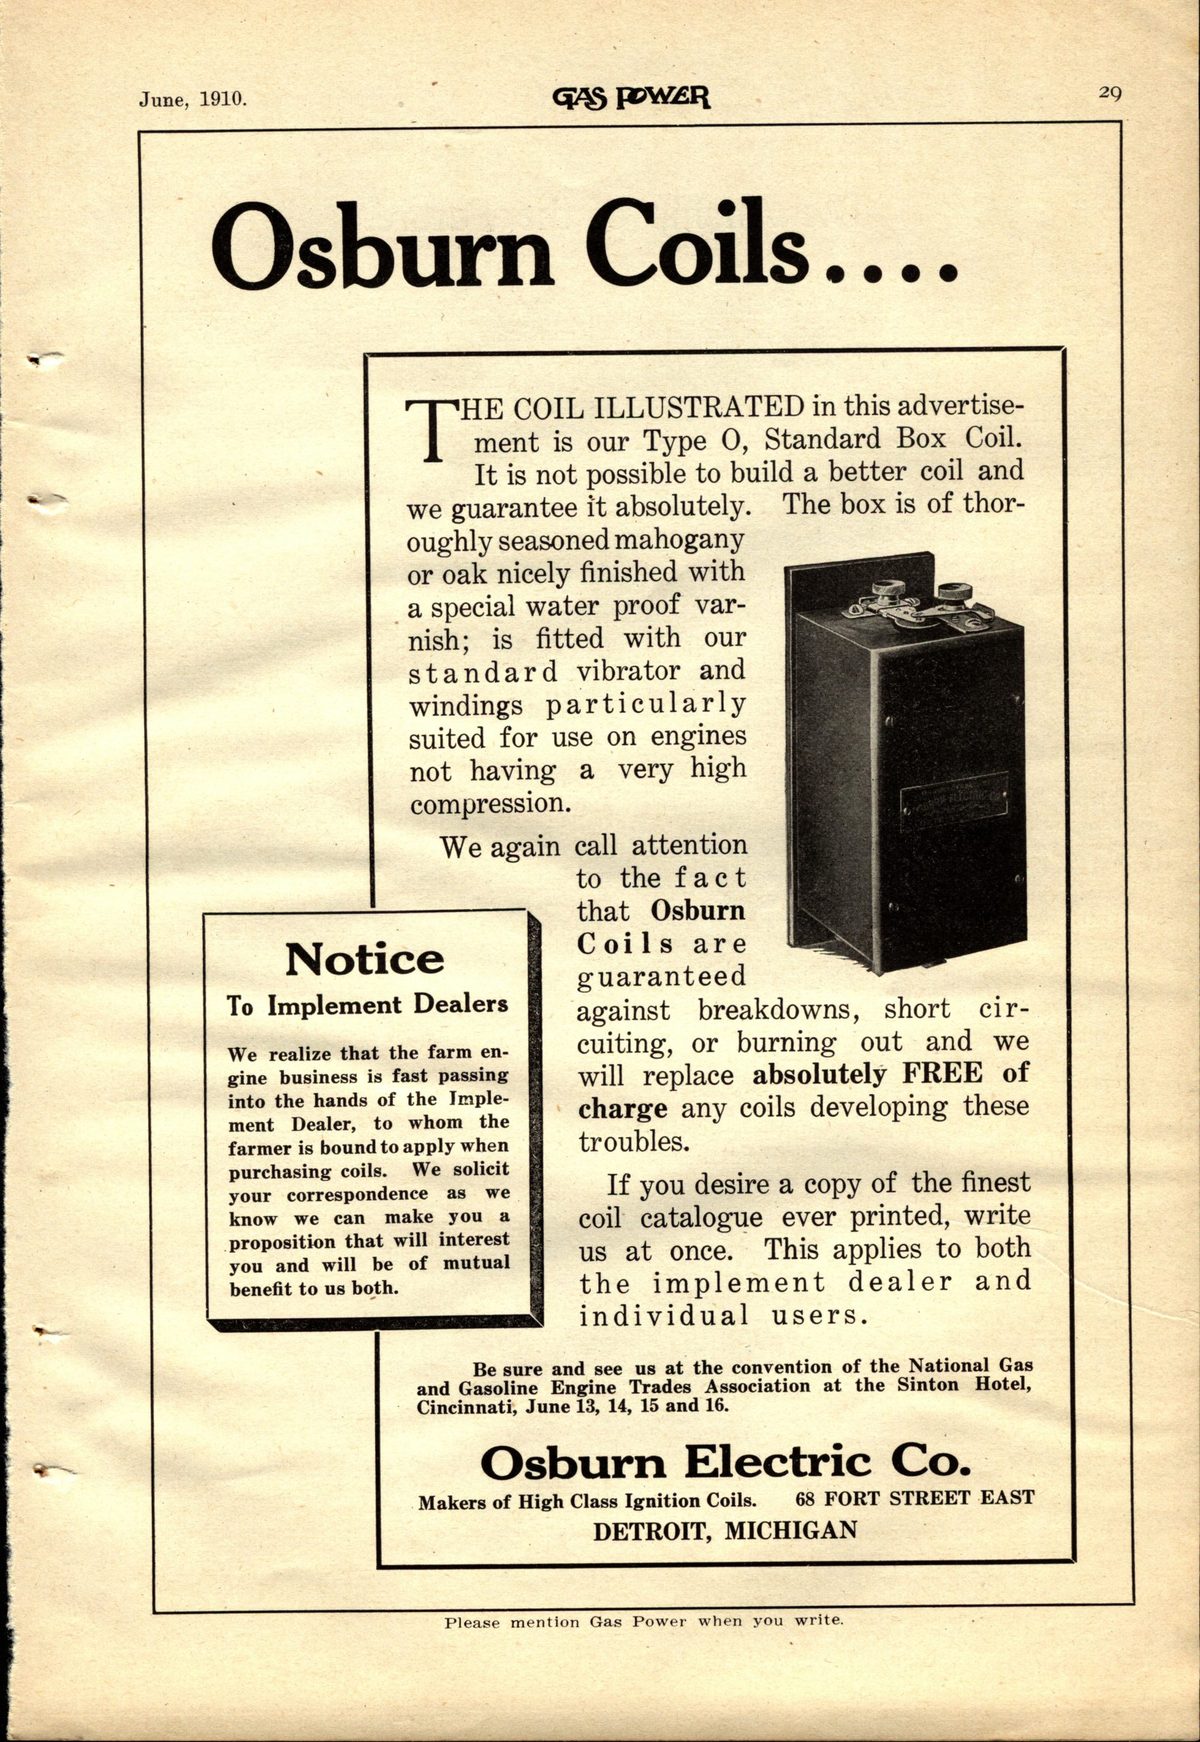 June, 1910.
GAS POWER
29
Osburn Coils....
THE COIL ILLUSTRATED in this advertise-
ment is our Type O, Standard Box Coil.
It is not possible to build a better coil and
we guarantee it absolutely. The box is of thor-
oughly seasoned mahogany
or oak nicely finished with
a special water proof var-
nish; is fitted with our
standard vibrator and
windings particularly
suited for use on engines
not having a very high
compression.
We again call attention
to the fact
that Osburn
Coils are
guaranteed
against breakdowns, short cir-
cuiting, or burning out and we
will replace absolutely FREE of
charge any coils developing these
troubles.
If you desire a copy of the finest
coil catalogue ever printed, write
us at once. This applies to both
the implement dealer and
individual users.
Notice
To Implement Dealers
We realize that the farm en-
gine business is fast passing
into the hands of the Imple-
ment Dealer, to whom the
farmer is bound to apply when
purchasing coils. We solicit
your correspondence as we
know we can make you a
proposition that will interest
you and will be of mutual
benefit to us both.
Be sure and see us at the convention of the National Gas
and Gasoline Engine Trades Association at the Sinton Hotel,
Cincinnati, June 13, 14, 15 and 16.
Osburn Electric Co.
Makers of High Class Ignition Coils. 68 FORT STREET EAST
DETROIT, MICHIGAN
Please mention Gas Power when you write.